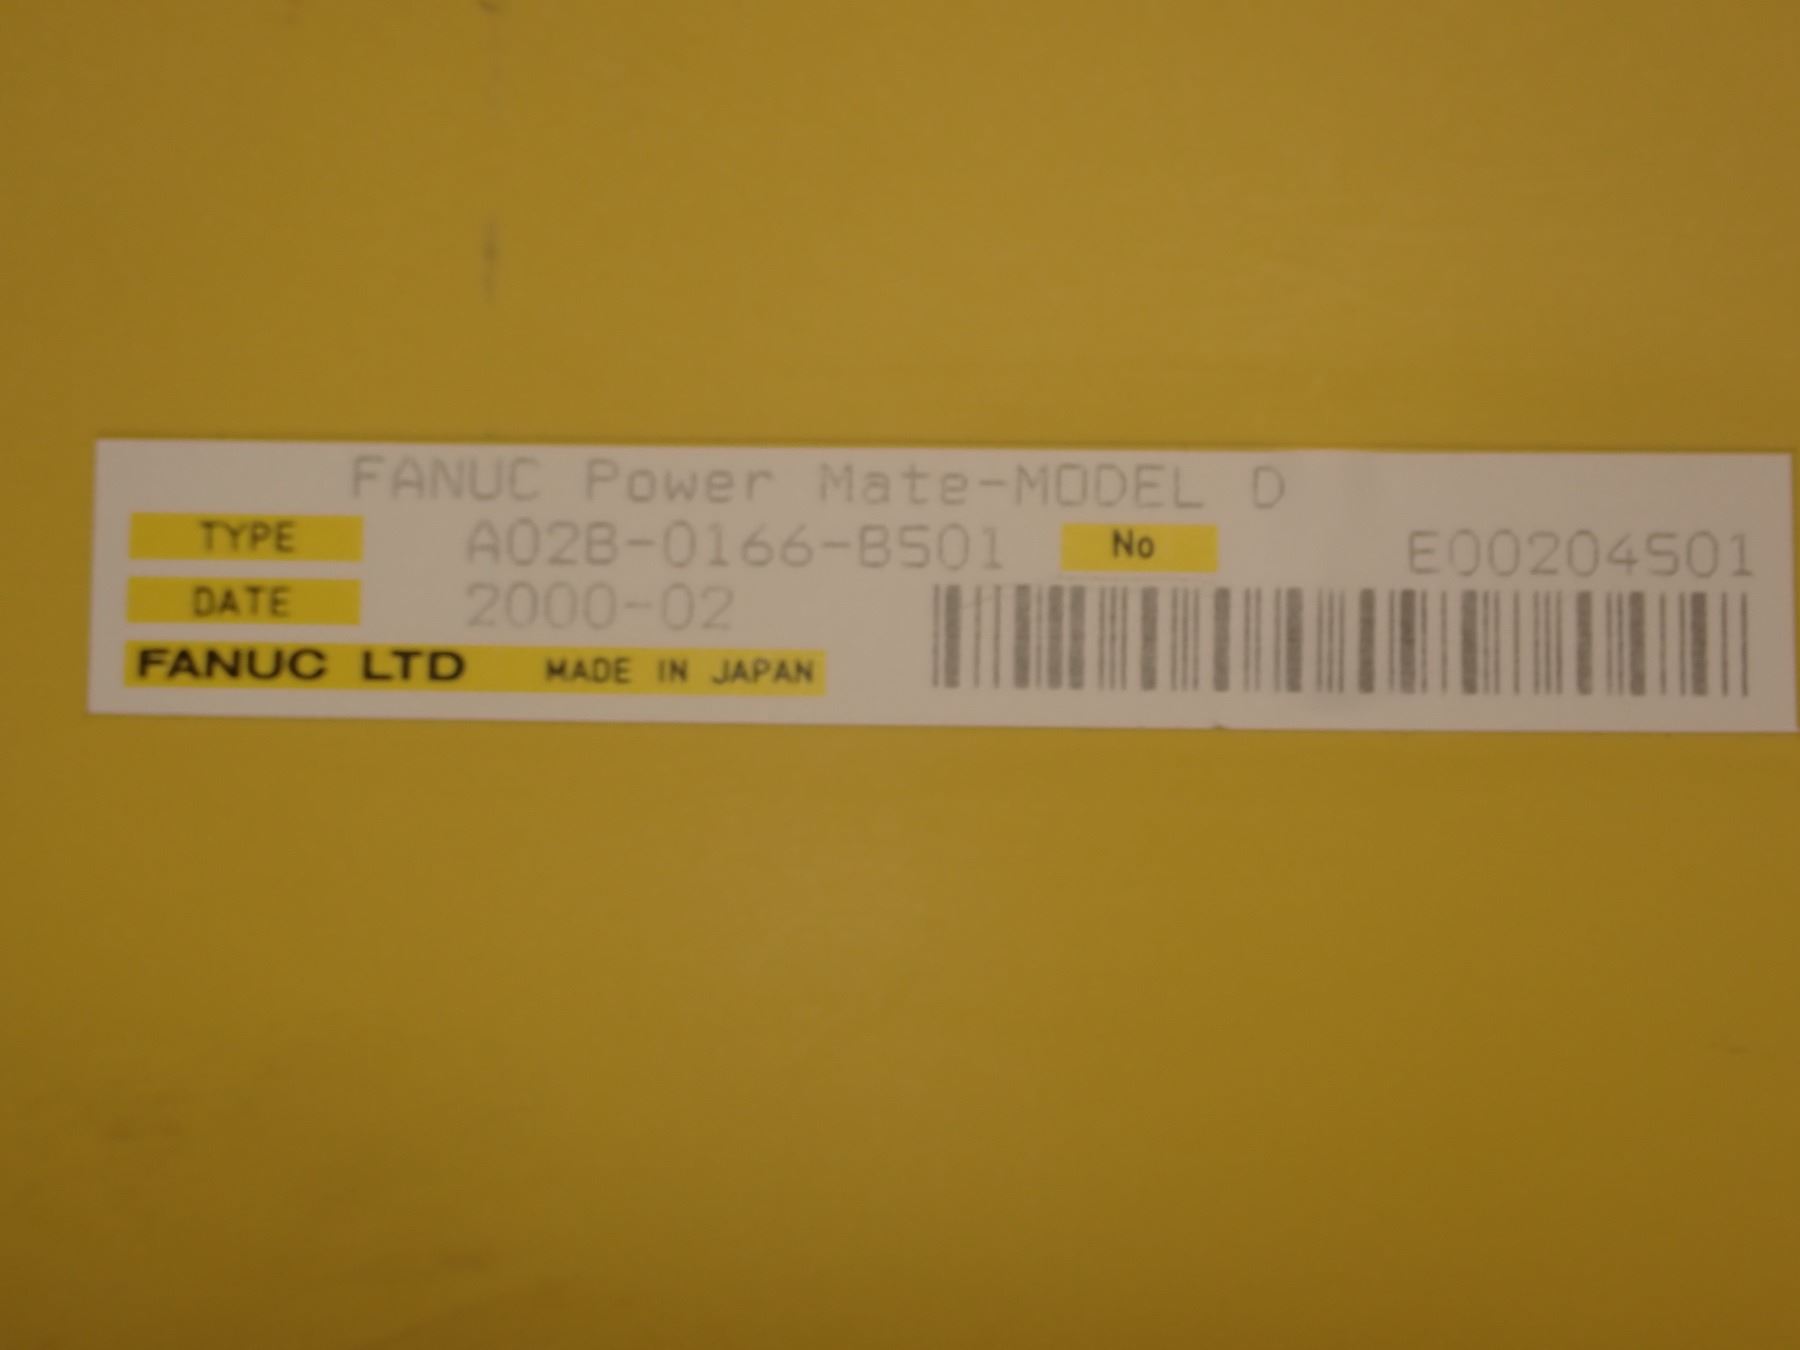 FANUC Power Mate-MODEL D
TYPE A02B-0166-B501 No E00204501
DATE 2000-02
FANUC LTD MADE IN JAPAN